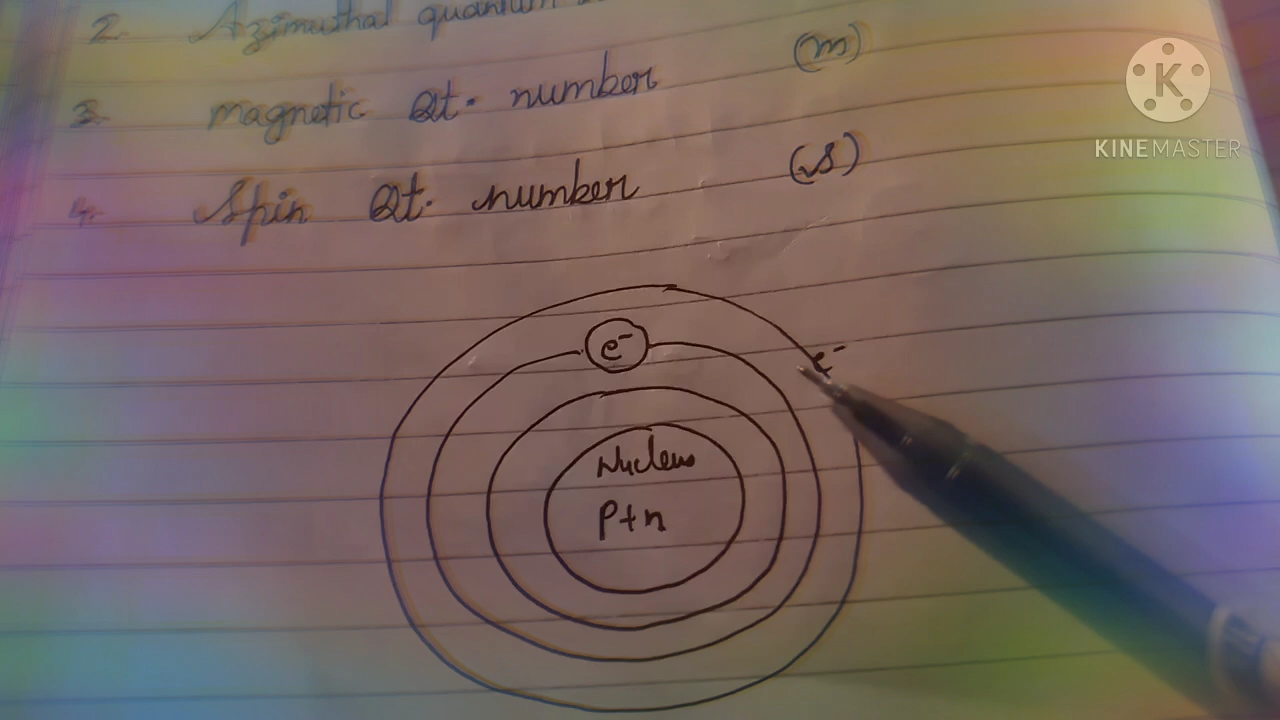 2. Azimuthal quantum
3. magnetic Qt. number (m)
4. Spin Qt. number (s)
e⁻
e⁻
Nucleus
P+n
K
KINEMASTER